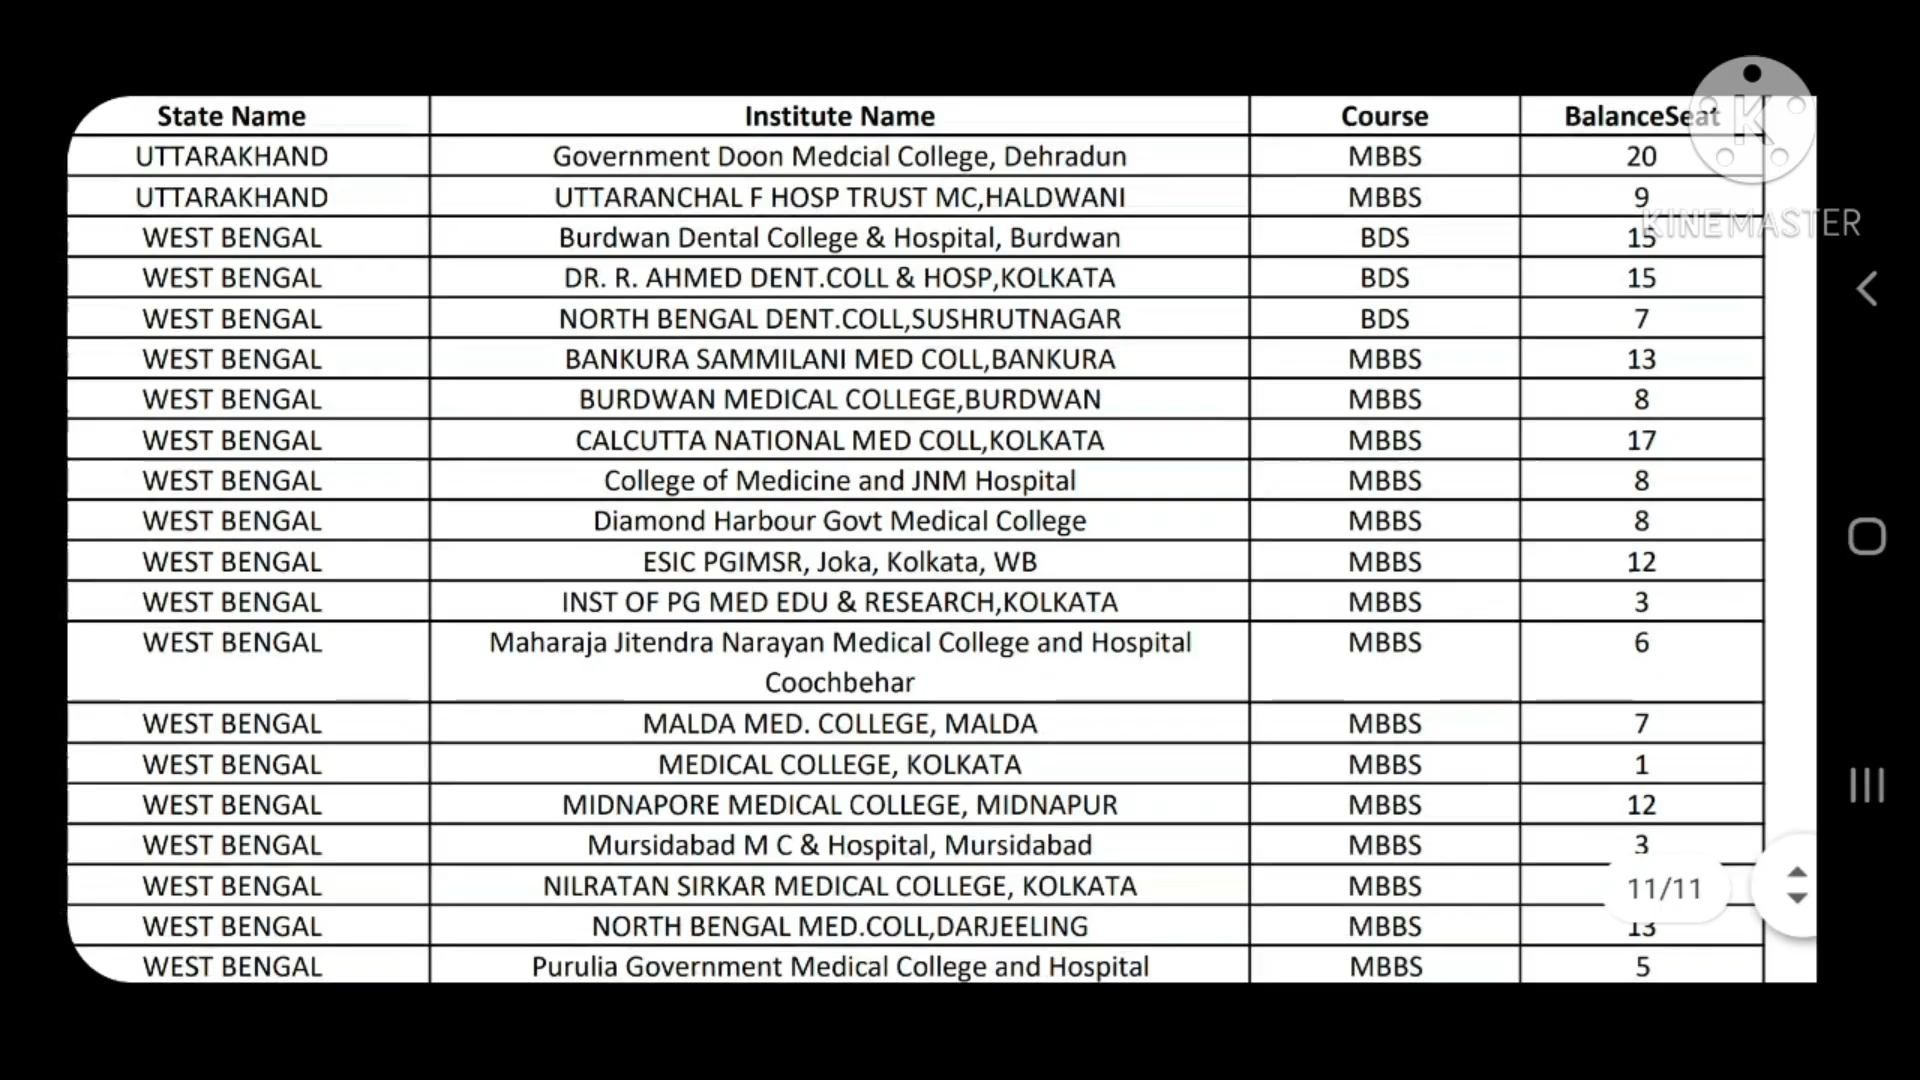 State Name Institute Name Course BalanceSeat
UTTARAKHAND Government Doon Medcial College, Dehradun MBBS 20
UTTARAKHAND UTTARANCHAL F HOSP TRUST MC,HALDWANI MBBS 9
KINEMASTER
WEST BENGAL Burdwan Dental College & Hospital, Burdwan BDS 15
WEST BENGAL DR. R. AHMED DENT.COLL & HOSP,KOLKATA BDS 15
WEST BENGAL NORTH BENGAL DENT.COLL,SUSHRUTNAGAR BDS 7
WEST BENGAL BANKURA SAMMILANI MED COLL,BANKURA MBBS 13
WEST BENGAL BURDWAN MEDICAL COLLEGE,BURDWAN MBBS 8
WEST BENGAL CALCUTTA NATIONAL MED COLL,KOLKATA MBBS 17
WEST BENGAL College of Medicine and JNM Hospital MBBS 8
WEST BENGAL Diamond Harbour Govt Medical College MBBS 8
WEST BENGAL ESIC PGIMSR, Joka, Kolkata, WB MBBS 12
WEST BENGAL INST OF PG MED EDU & RESEARCH,KOLKATA MBBS 3
WEST BENGAL Maharaja Jitendra Narayan Medical College and Hospital MBBS 6
Coochbehar
WEST BENGAL MALDA MED. COLLEGE, MALDA MBBS 7
WEST BENGAL MEDICAL COLLEGE, KOLKATA MBBS 1
WEST BENGAL MIDNAPORE MEDICAL COLLEGE, MIDNAPUR MBBS 12
WEST BENGAL Mursidabad M C & Hospital, Mursidabad MBBS 3
WEST BENGAL NILRATAN SIRKAR MEDICAL COLLEGE, KOLKATA MBBS
11/11
WEST BENGAL NORTH BENGAL MED.COLL,DARJEELING MBBS 13
WEST BENGAL Purulia Government Medical College and Hospital MBBS 5